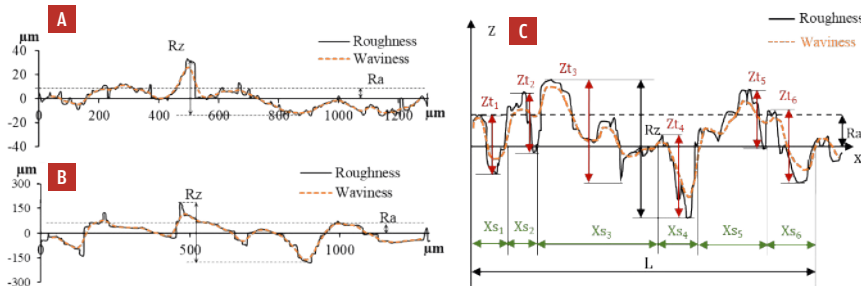 A
µm
Rz
Roughness
Waviness
60
40
20
0
-20
-40
Ra
0 200 400 600 800 1000 1200
µm
B
µm
Rz
Roughness
Waviness
300
150
0
-150
-300
Ra
500 1000
µm
C
Z
Roughness
Waviness
Zt1
Zt2
Zt3
Zt4
Zt5
Zt6
Rz
Ra
X
Xs1 Xs2 Xs3 Xs4 Xs5 Xs6
L